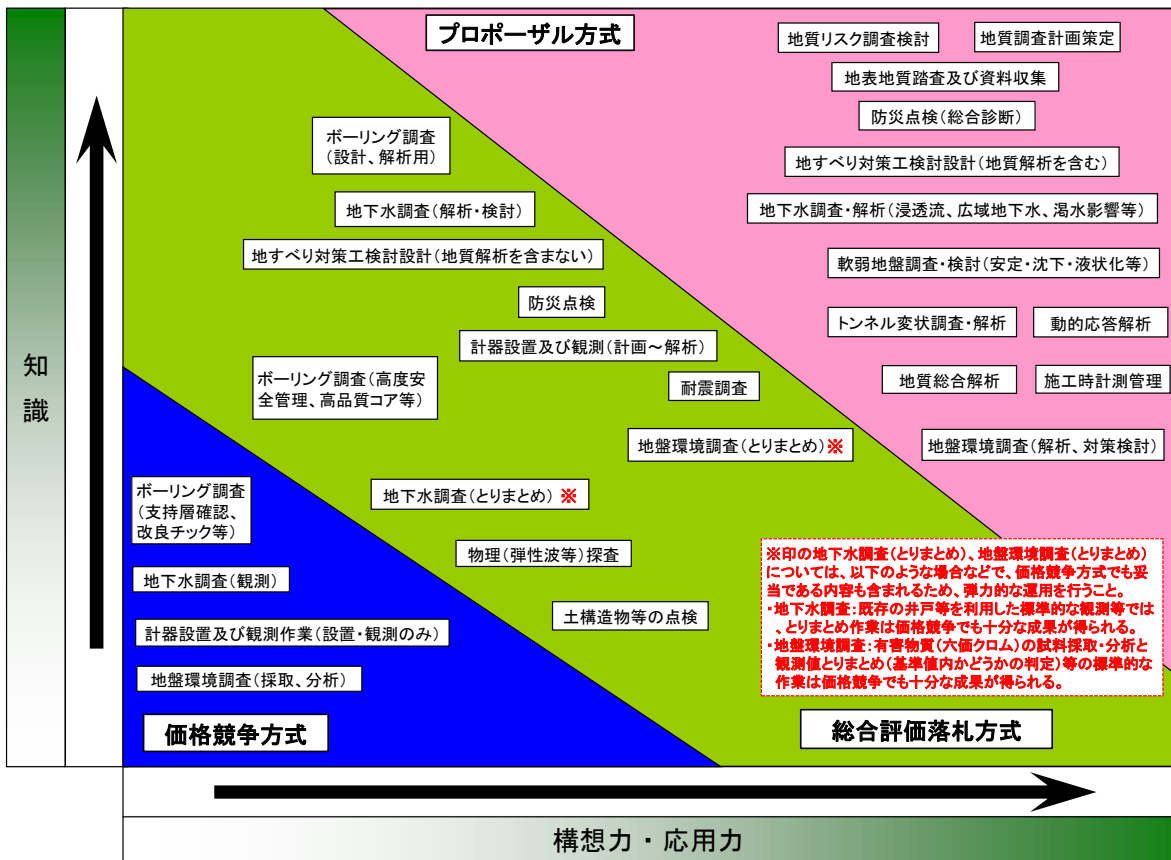 プロポーザル方式
地質リスク調査検討
地質調査計画策定
地表地質踏査及び資料収集
防災点検(総合診断)
ボーリング調査
(設計、解析用)
地すべり対策工検討設計(地質解析を含む)
地下水調査(解析・検討)
地下水調査・解析(浸透流、広域地下水、渇水影響等)
地すべり対策工検討設計(地質解析を含まない)
軟弱地盤調査・検討(安定・沈下・液状化等)
防災点検
トンネル変状調査・解析
動的応答解析
計器設置及び観測(計画～解析)
ボーリング調査(高度安
全管理、高品質コア等)
耐震調査
地質総合解析
施工時計測管理
地盤環境調査(とりまとめ)※
地盤環境調査(解析、対策検討)
ボーリング調査
(支持層確認、
改良チック等)
地下水調査(とりまとめ)※
物理(弾性波等)探査
地下水調査(観測)
土構造物等の点検
計器設置及び観測作業(設置・観測のみ)
地盤環境調査(採取、分析)
※印の地下水調査(とりまとめ)、地盤環境調査(とりまとめ)
については、以下のような場合などで、価格競争方式でも妥
当である内容も含まれるため、弾力的な運用を行うこと。
・地下水調査:既存の井戸等を利用した標準的な観測等では
、とりまとめ作業は価格競争でも十分な成果が得られる。
・地盤環境調査:有害物質(六価クロム)の試料採取・分析と
観測値とりまとめ(基準値内かどうかの判定)等の標準的な
作業は価格競争でも十分な成果が得られる。
価格競争方式
総合評価落札方式
知
識
構想力・応用力